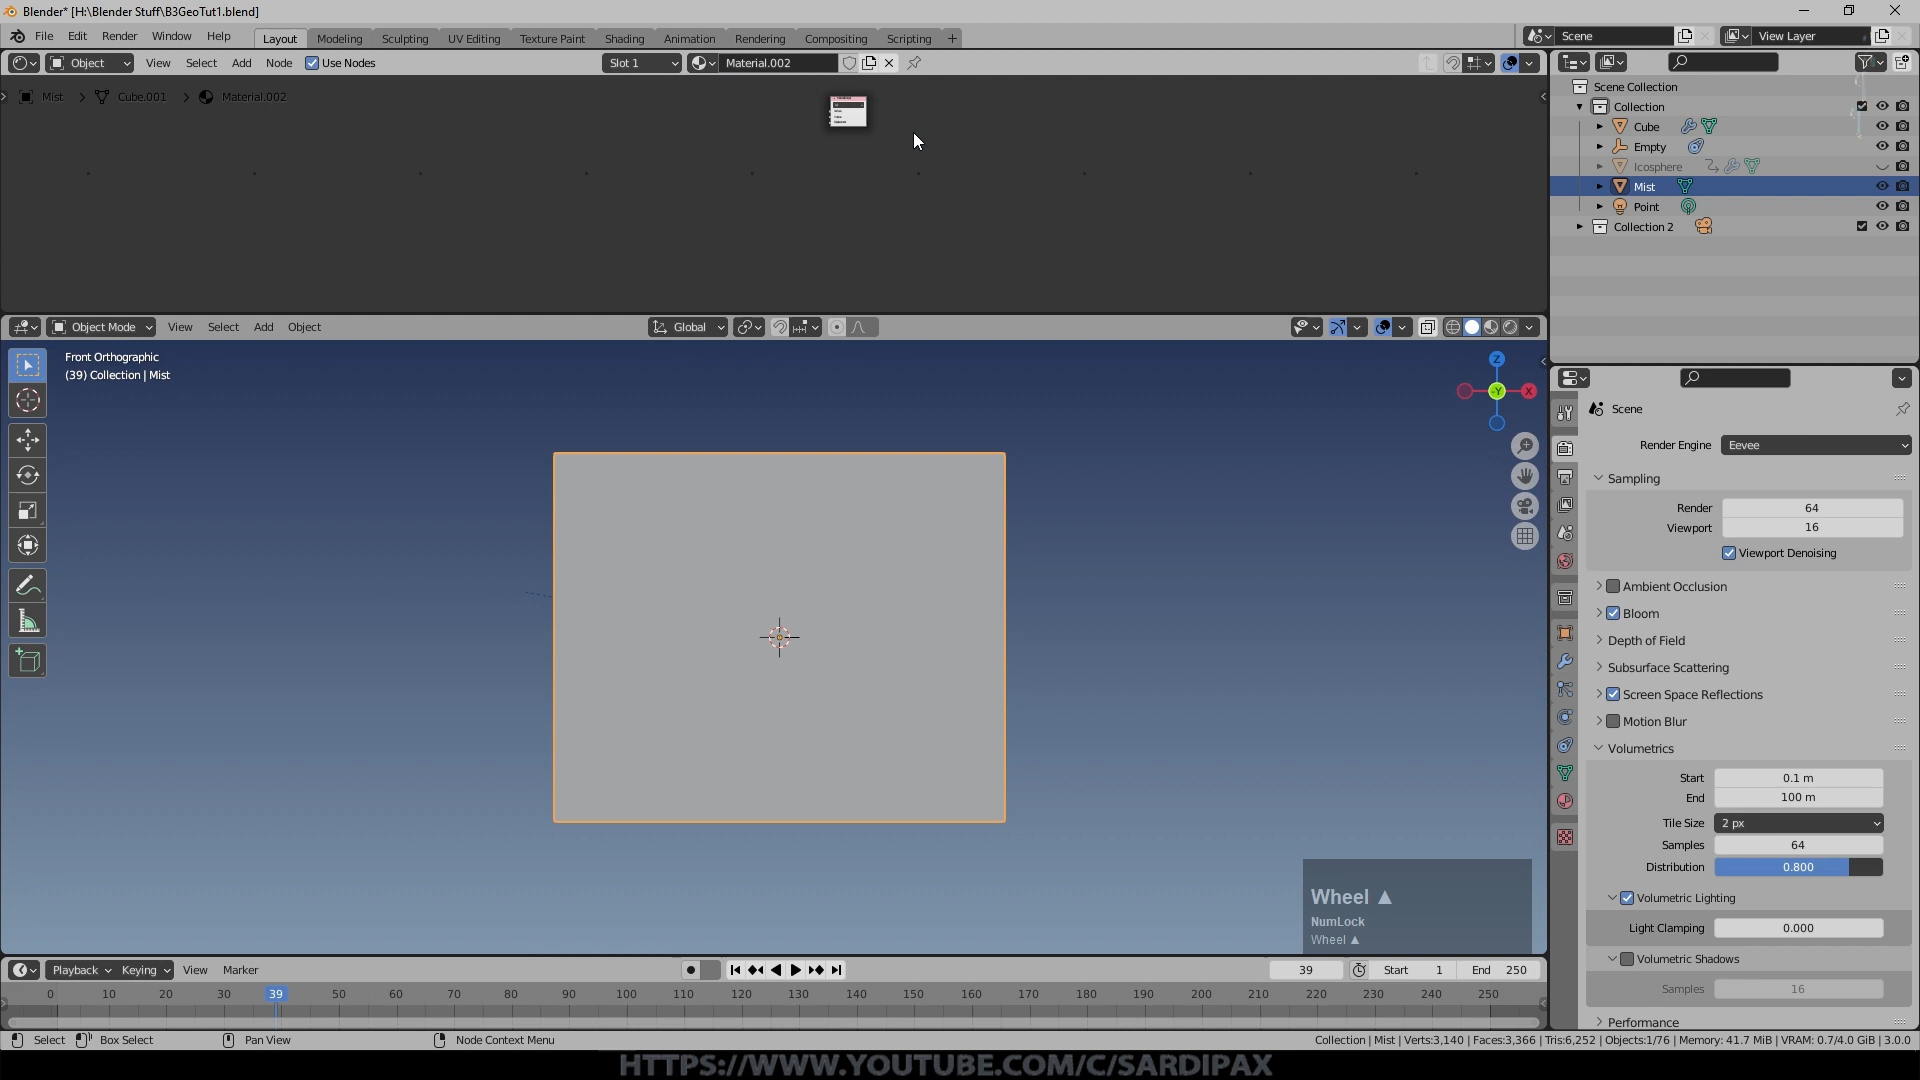 Blender* [H:\Blender Stuff\B3GeoTut1.blend]
File Edit Render Window Help Layout Modeling Sculpting UV Editing Texture Paint Shading Animation Rendering Compositing Scripting + Scene View Layer
Object View Select Add Node Use Nodes Slot 1 Material.002
Mist > Cube.001 > Material.002
Scene Collection
Collection
Cube
Empty
Icosphere
Mist
Point
Collection 2
Object Mode View Select Add Object Global
Front Orthographic
(39) Collection | Mist
Z
-Y
X
Wheel ▲
NumLock
Wheel ▲
Scene
Render Engine Eevee
Sampling
Render 64
Viewport 16
Viewport Denoising
Ambient Occlusion
Bloom
Depth of Field
Subsurface Scattering
Screen Space Reflections
Motion Blur
Volumetrics
Start 0.1 m
End 100 m
Tile Size 2 px
Samples 64
Distribution 0.800
Volumetric Lighting
Light Clamping 0.000
Volumetric Shadows
Samples 16
Performance
Playback Keying View Marker 39 Start 1 End 250
0 10 20 30 39 50 60 70 80 90 100 110 120 130 140 150 160 170 180 190 200 210 220 230 240 250
Select Box Select Pan View Node Context Menu Collection | Mist | Verts:3,140 | Faces:3,366 | Tris:6,252 | Objects:1/76 | Memory: 41.7 MiB | VRAM: 0.7/4.0 GiB | 3.0.0
HTTPS://WWW.YOUTUBE.COM/C/SARDIPAX